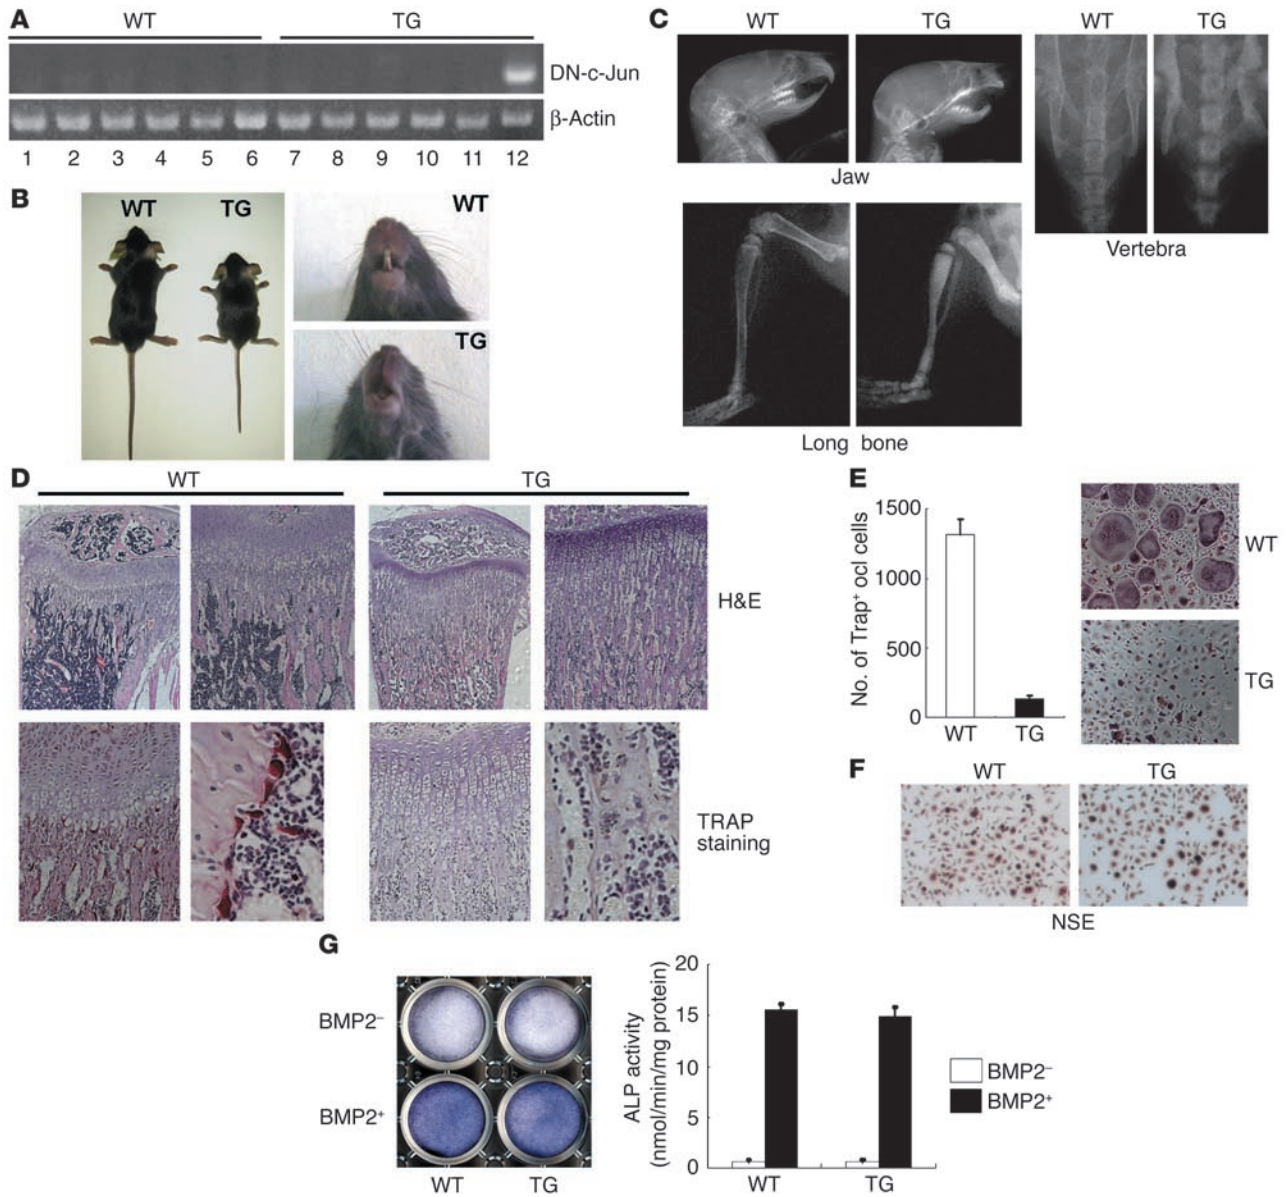 A
WT TG
DN-c-Jun
β-Actin
1 2 3 4 5 6 7 8 9 10 11 12
B
WT TG
WT
TG
C
WT TG
Jaw
WT TG
Vertebra
Long bone
D
WT TG
H&E
TRAP
staining
E
No. of Trap⁺ ocl cells
1500
1000
500
0
WT TG
WT
TG
F
WT TG
NSE
G
BMP2⁻
BMP2⁺
WT TG
ALP activity
(nmol/min/mg protein)
20
15
10
5
0
WT TG
BMP2⁻
BMP2⁺